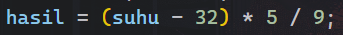 hasil = (suhu - 32) * 5 / 9;